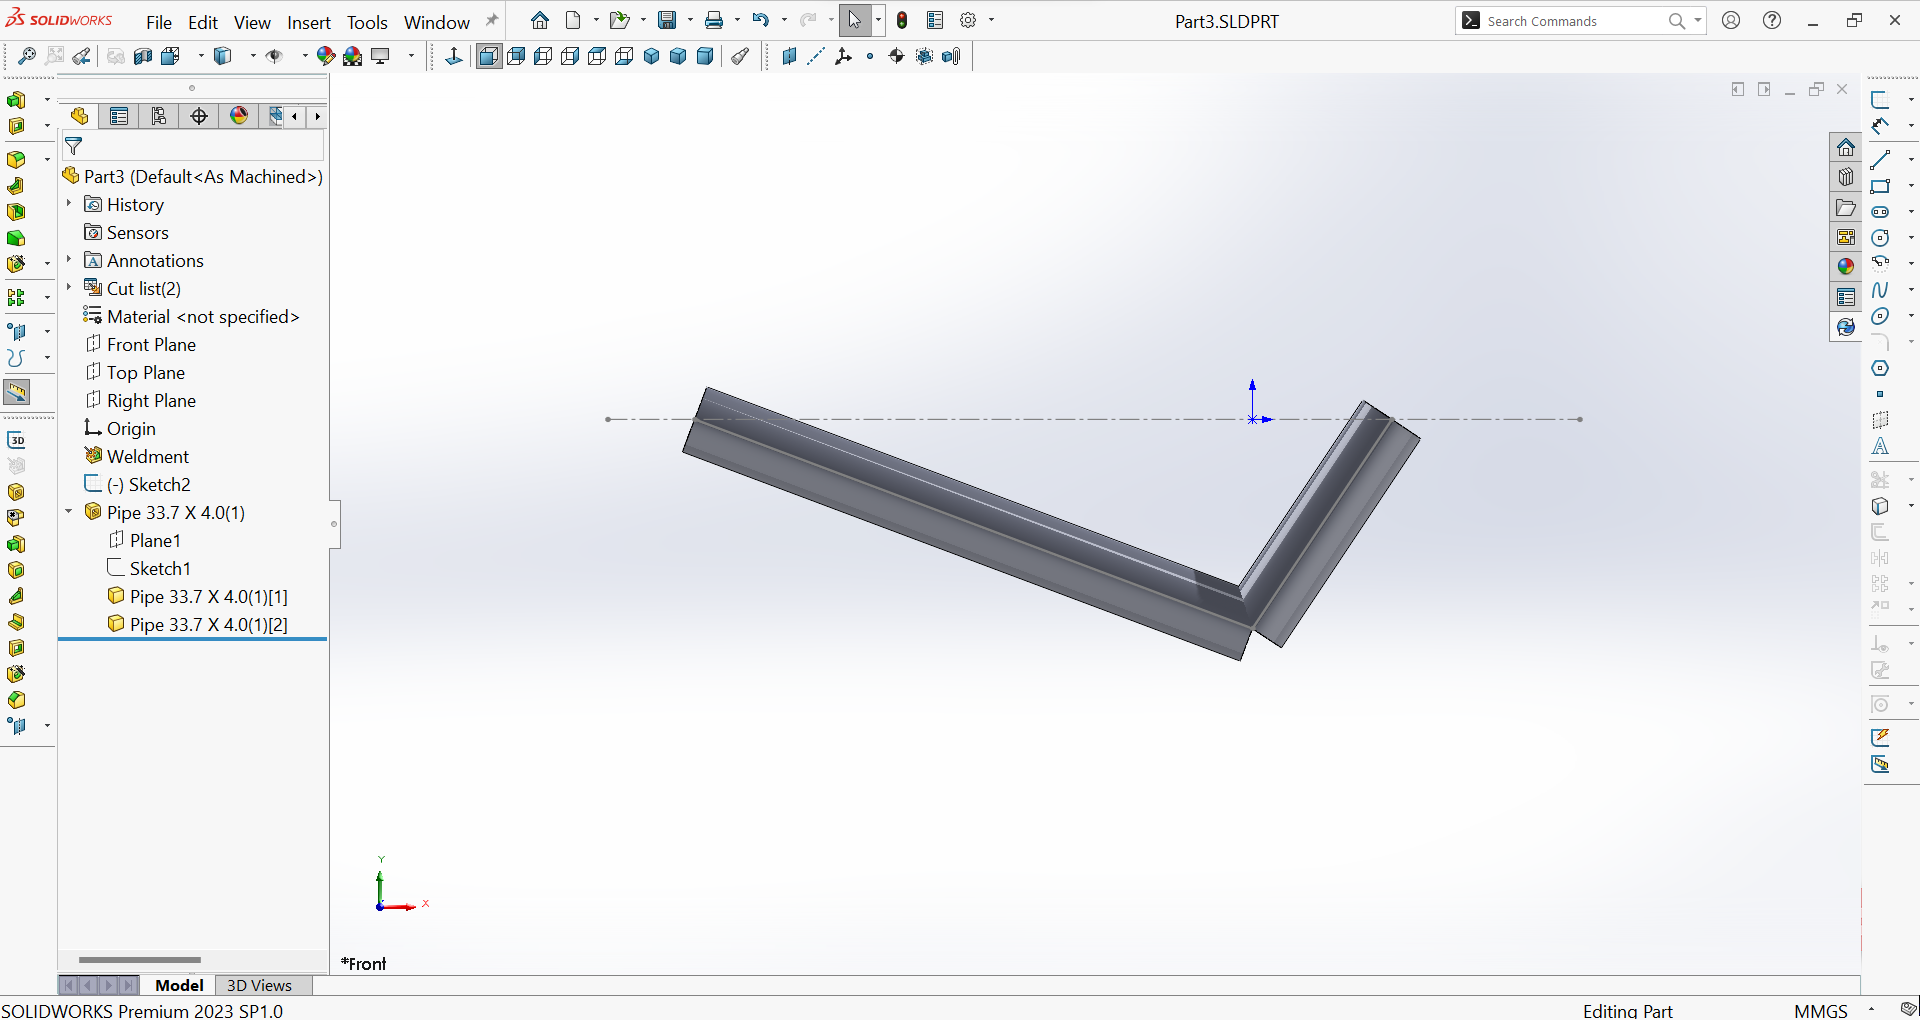 SOLIDWORKS File Edit View Insert Tools Window Part3.SLDPRT Search Commands
Part3 (Default<As Machined>)
History
Sensors
Annotations
Cut list(2)
Material <not specified>
Front Plane
Top Plane
Right Plane
Origin
Weldment
(-) Sketch2
Pipe 33.7 X 4.0(1)
Plane1
Sketch1
Pipe 33.7 X 4.0(1)[1]
Pipe 33.7 X 4.0(1)[2]
3D
Y
X
*Front
Model 3D Views
SOLIDWORKS Premium 2023 SP1.0 Editing Part MMGS